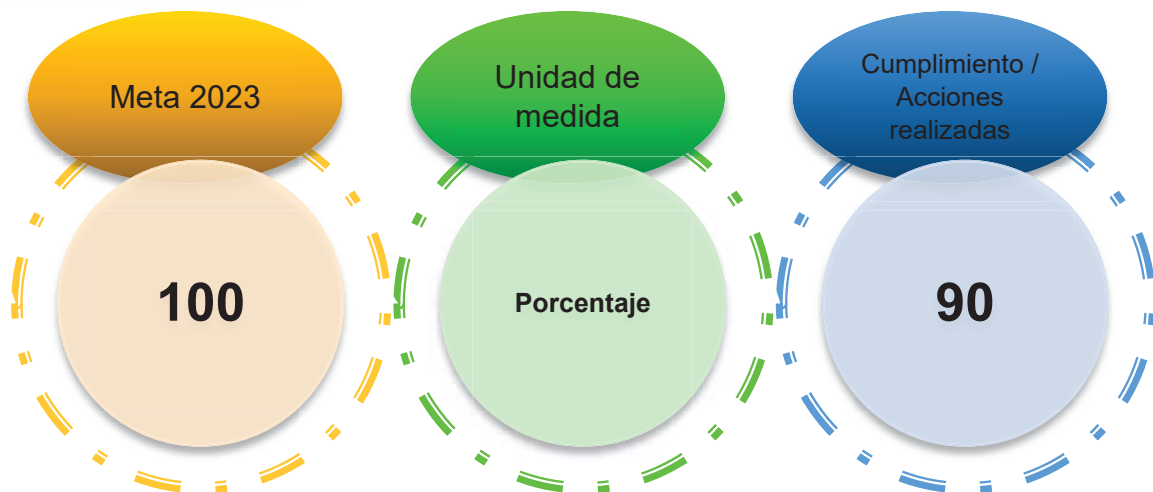 Meta 2023
Unidad de
medida
Cumplimiento /
Acciones
realizadas
100
Porcentaje
90